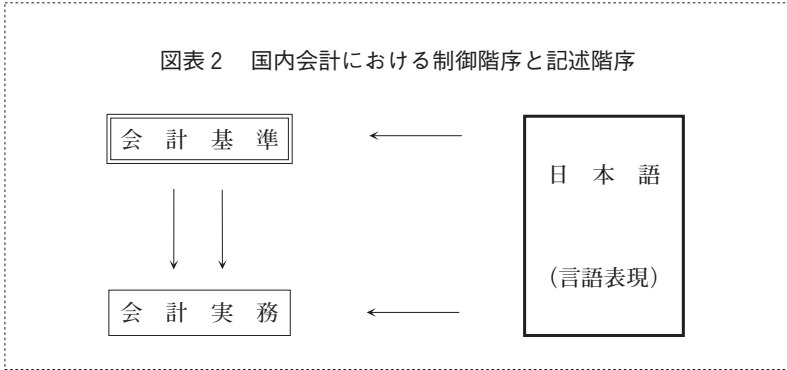 図表2 国内会計における制御階序と記述階序
会計基準
日本語
(言語表現)
会計実務